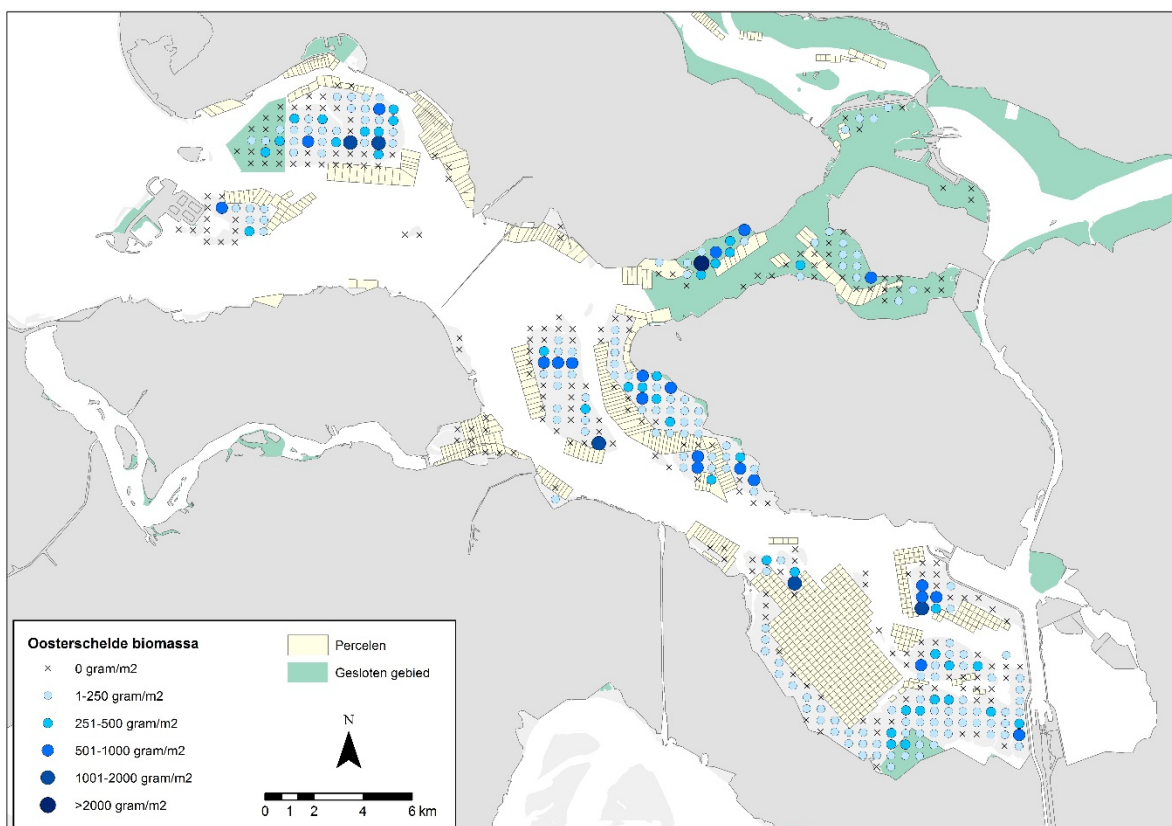 Oosterschelde biomassa
0 gram/m2
1-250 gram/m2
251-500 gram/m2
501-1000 gram/m2
1001-2000 gram/m2
>2000 gram/m2
Percelen
Gesloten gebied
N
0 1 2 4 6 km